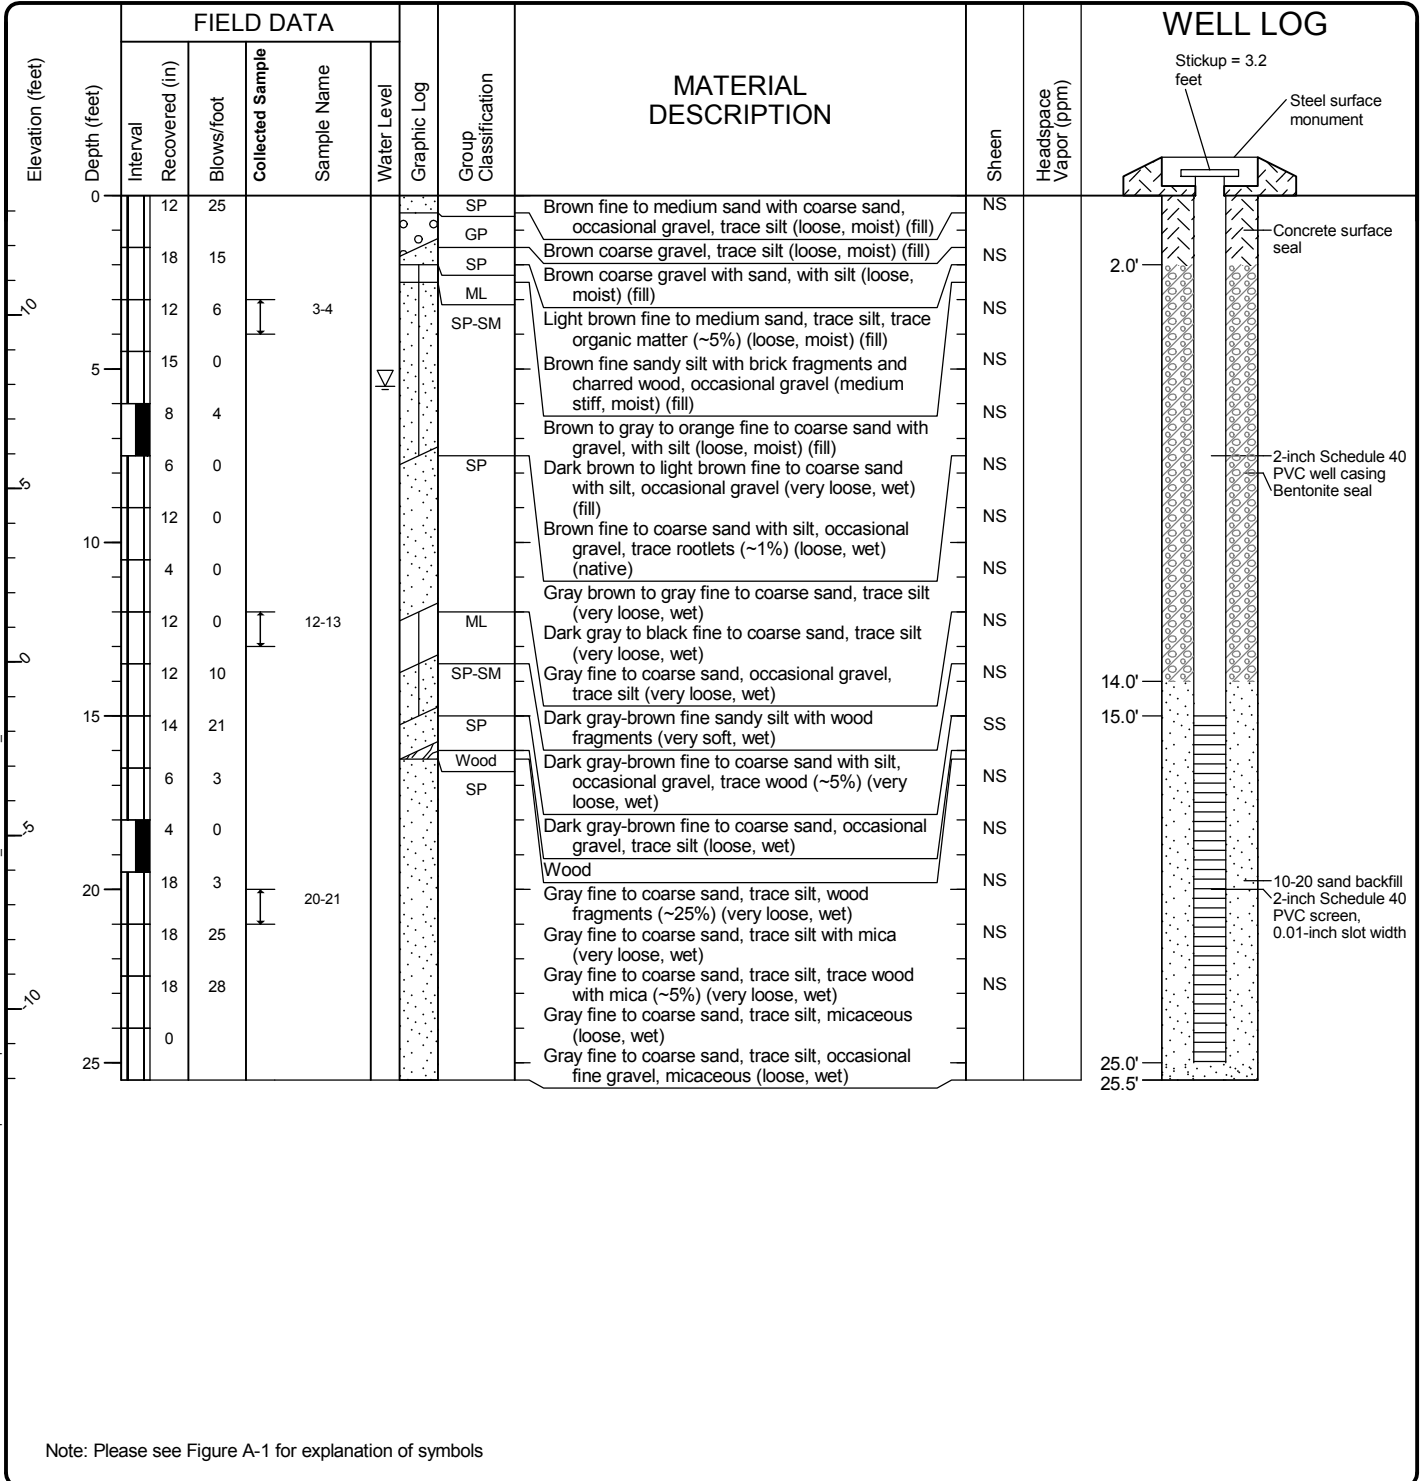 FIELD DATA
WELL LOG
Elevation (feet)
Depth (feet)
Interval
Recovered (in)
Blows/foot
Collected Sample
Sample Name
Water Level
Graphic Log
Group
Classification
MATERIAL
DESCRIPTION
Sheen
Headspace
Vapor (ppm)
Stickup = 3.2
feet
Steel surface
monument
Concrete surface
seal
2-inch Schedule 40
PVC well casing
Bentonite seal
10-20 sand backfill
2-inch Schedule 40
PVC screen,
0.01-inch slot width
2.0'
14.0'
15.0'
25.0'
25.5'
10
5
0
-5
-10
0
5
10
15
20
25
12 25
18 15
12 6
15 0
8 4
6 0
12 0
4 0
12 0
12 10
14 21
6 3
4 0
18 3
18 25
18 28
0
3-4
12-13
20-21
SP
GP
SP
ML
SP-SM
SP
ML
SP-SM
SP
Wood
SP
Brown fine to medium sand with coarse sand,
occasional gravel, trace silt (loose, moist) (fill)
Brown coarse gravel, trace silt (loose, moist) (fill)
Brown coarse gravel with sand, with silt (loose,
moist) (fill)
Light brown fine to medium sand, trace silt, trace
organic matter (~5%) (loose, moist) (fill)
Brown fine sandy silt with brick fragments and
charred wood, occasional gravel (medium
stiff, moist) (fill)
Brown to gray to orange fine to coarse sand with
gravel, with silt (loose, moist) (fill)
Dark brown to light brown fine to coarse sand
with silt, occasional gravel (very loose, wet)
(fill)
Brown fine to coarse sand with silt, occasional
gravel, trace rootlets (~1%) (loose, wet)
(native)
Gray brown to gray fine to coarse sand, trace silt
(very loose, wet)
Dark gray to black fine to coarse sand, trace silt
(very loose, wet)
Gray fine to coarse sand, occasional gravel,
trace silt (very loose, wet)
Dark gray-brown fine sandy silt with wood
fragments (very soft, wet)
Dark gray-brown fine to coarse sand with silt,
occasional gravel, trace wood (~5%) (very
loose, wet)
Dark gray-brown fine to coarse sand, occasional
gravel, trace silt (loose, wet)
Wood
Gray fine to coarse sand, trace silt, wood
fragments (~25%) (very loose, wet)
Gray fine to coarse sand, trace silt with mica
(very loose, wet)
Gray fine to coarse sand, trace silt, trace wood
with mica (~5%) (very loose, wet)
Gray fine to coarse sand, trace silt, micaceous
(loose, wet)
Gray fine to coarse sand, trace silt, occasional
fine gravel, micaceous (loose, wet)
NS
NS
NS
NS
NS
NS
NS
NS
NS
NS
SS
NS
NS
NS
NS
NS
Note: Please see Figure A-1 for explanation of symbols